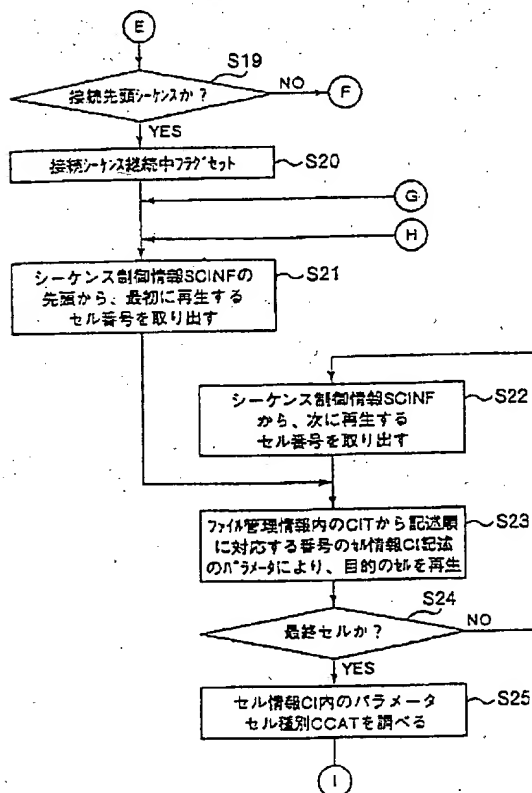 E
S19
接続先頭シーケンスか？
NO
F
YES
接続シーケンス継続中フラグセット
S20
G
H
S21
シーケンス制御情報SCINFの
先頭から、最初に再生する
セル番号を取り出す
S22
シーケンス制御情報SCINF
から、次に再生する
セル番号を取り出す
S23
ファイル管理情報内のCITから記述順
に対応する番号のセル情報CI記述
のパラメータにより、目的のセルを再生
S24
最終セルか？
NO
YES
セル情報CI内のパラメータ
セル種別CCATを調べる
S25
I